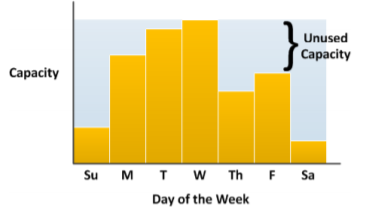 Unused
Capacity
Capacity
Su M T W Th F Sa
Day of the Week